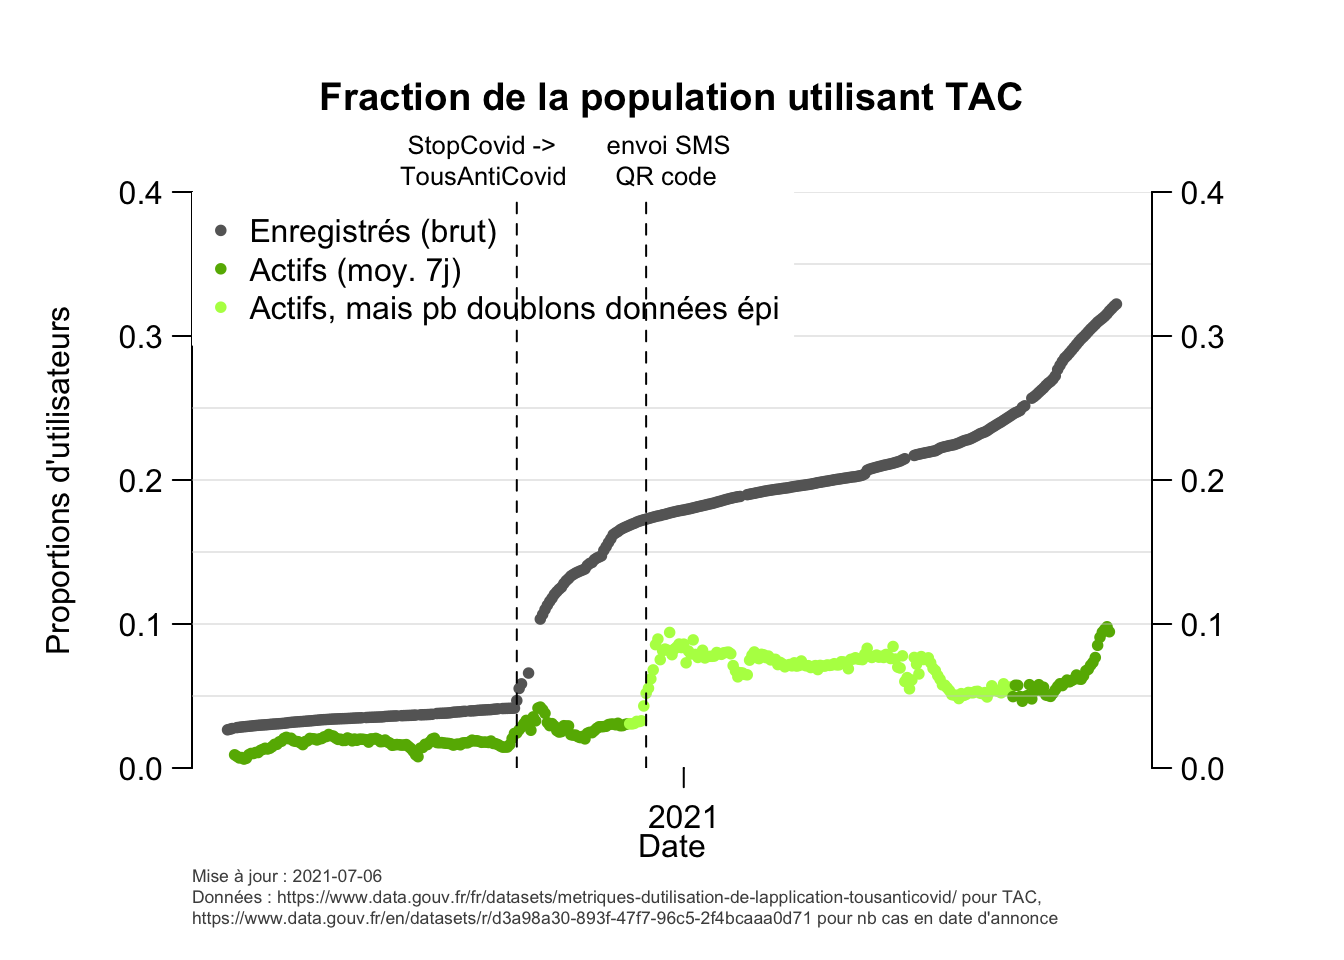 Fraction de la population utilisant TAC
StopCovid ->
TousAntiCovid
envoi SMS
QR code
Enregistrés (brut)
Actifs (moy. 7j)
Actifs, mais pb doublons données épi
Proportions d'utilisateurs
0.4
0.3
0.2
0.1
0.0
0.4
0.3
0.2
0.1
0.0
2021
Date
Mise à jour : 2021-07-06
Données : https://www.data.gouv.fr/fr/datasets/metriques-dutilisation-de-lapplication-tousanticovid/ pour TAC,
https://www.data.gouv.fr/en/datasets/r/d3a98a30-893f-47f7-96c5-2f4bcaaa0d71 pour nb cas en date d'annonce